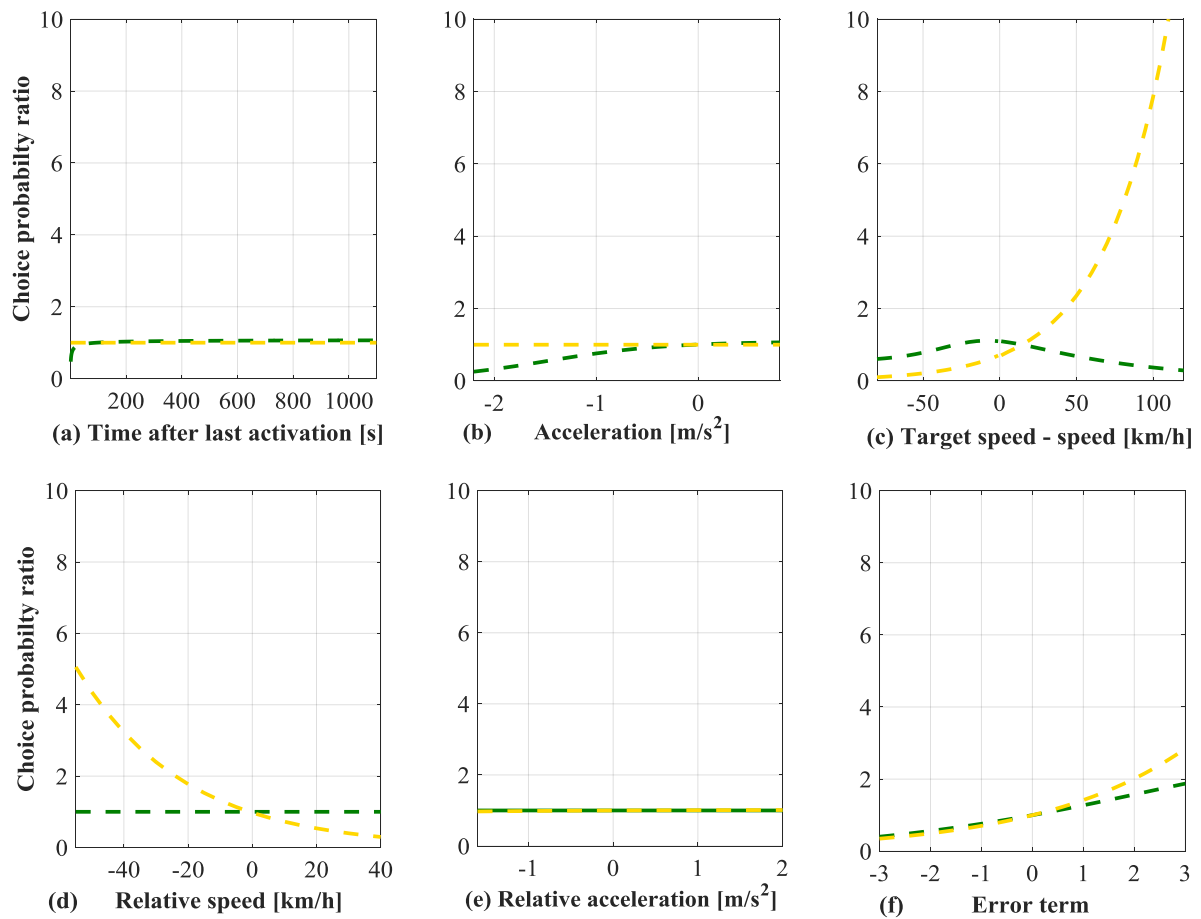 10
8
6
4
2
0
Choice probabilty ratio
200 400 600 800 1000
(a) Time after last activation [s]
10
8
6
4
2
0
-2 -1 0
(b) Acceleration [m/s2]
10
8
6
4
2
0
-50 0 50 100
(c) Target speed - speed [km/h]
10
8
6
4
2
0
Choice probabilty ratio
-40 -20 0 20 40
(d) Relative speed [km/h]
10
8
6
4
2
0
-1 0 1 2
(e) Relative acceleration [m/s2]
10
8
6
4
2
0
-3 -2 -1 0 1 2 3
(f) Error term